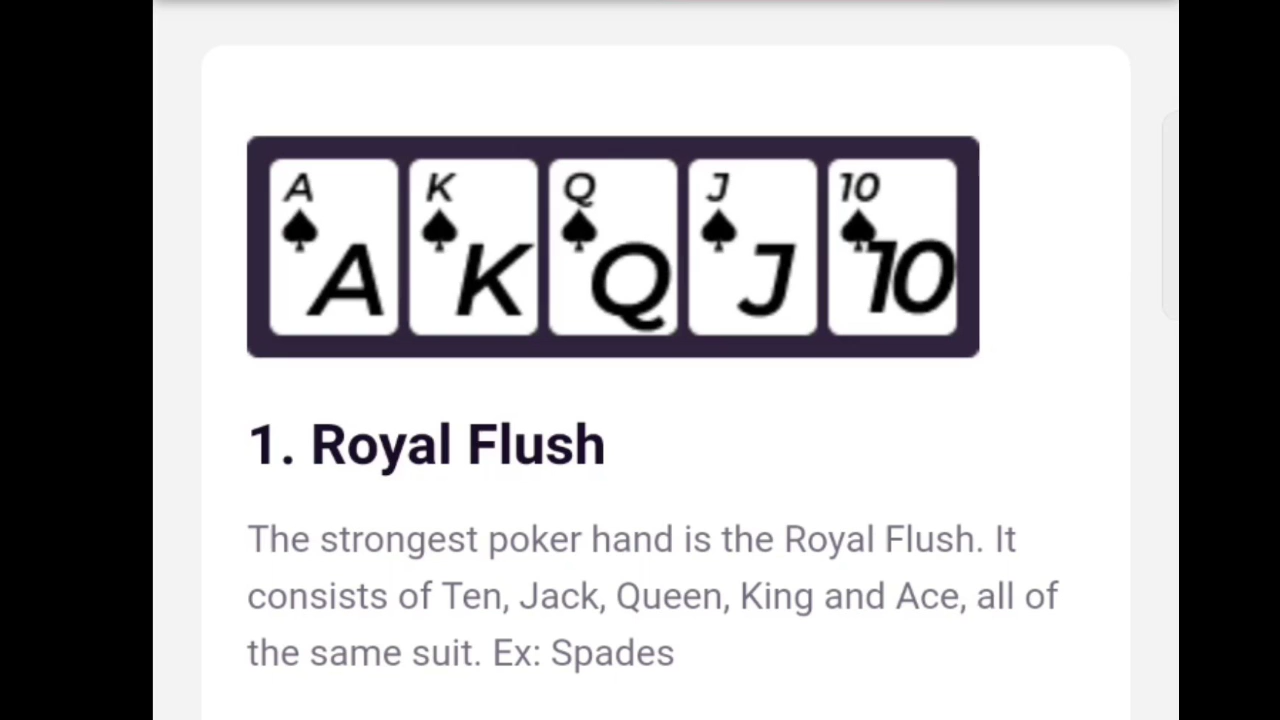 A K Q J 10
A K Q J 10
1. Royal Flush
The strongest poker hand is the Royal Flush. It
consists of Ten, Jack, Queen, King and Ace, all of
the same suit. Ex: Spades